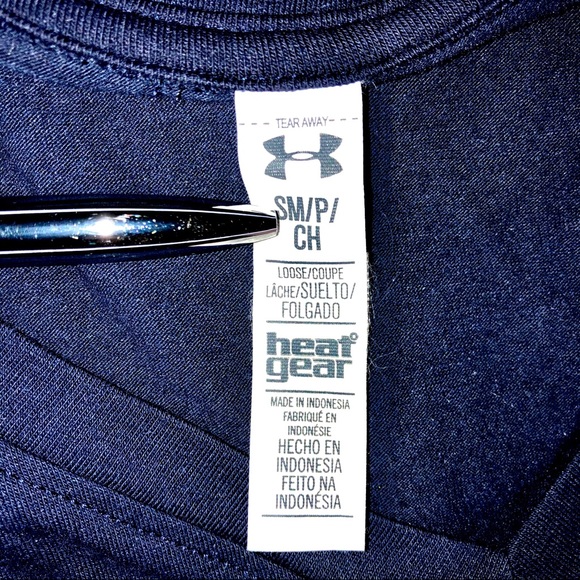 TEAR AWAY
SM/P/
CH
LOOSE/COUPE
LÂCHE/SUELTO/
FOLGADO
heat
gear
MADE IN INDONESIA
FABRIQUÉ EN
INDONÉSIE
HECHO EN
INDONESIA
FEITO NA
INDONÉSIA